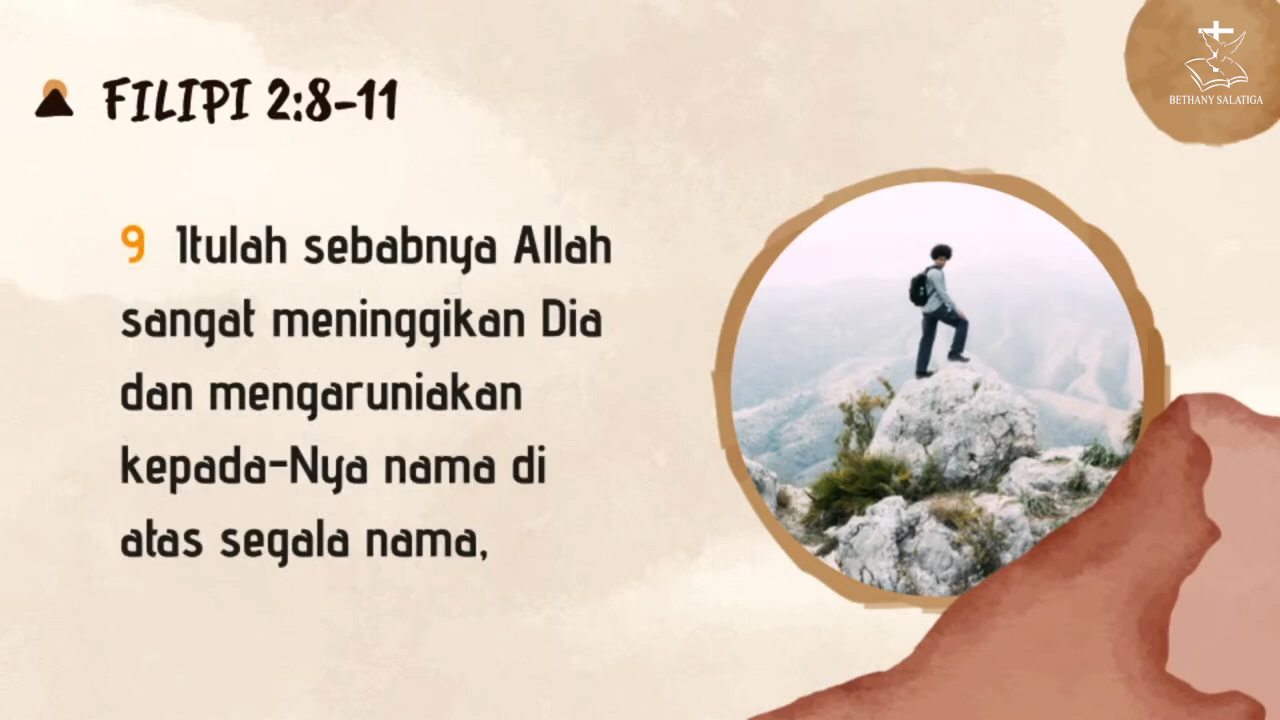 FILIPI 2:8-11
BETHANY SALATIGA
9 Itulah sebabnya Allah
sangat meninggikan Dia
dan mengaruniakan
kepada-Nya nama di
atas segala nama,